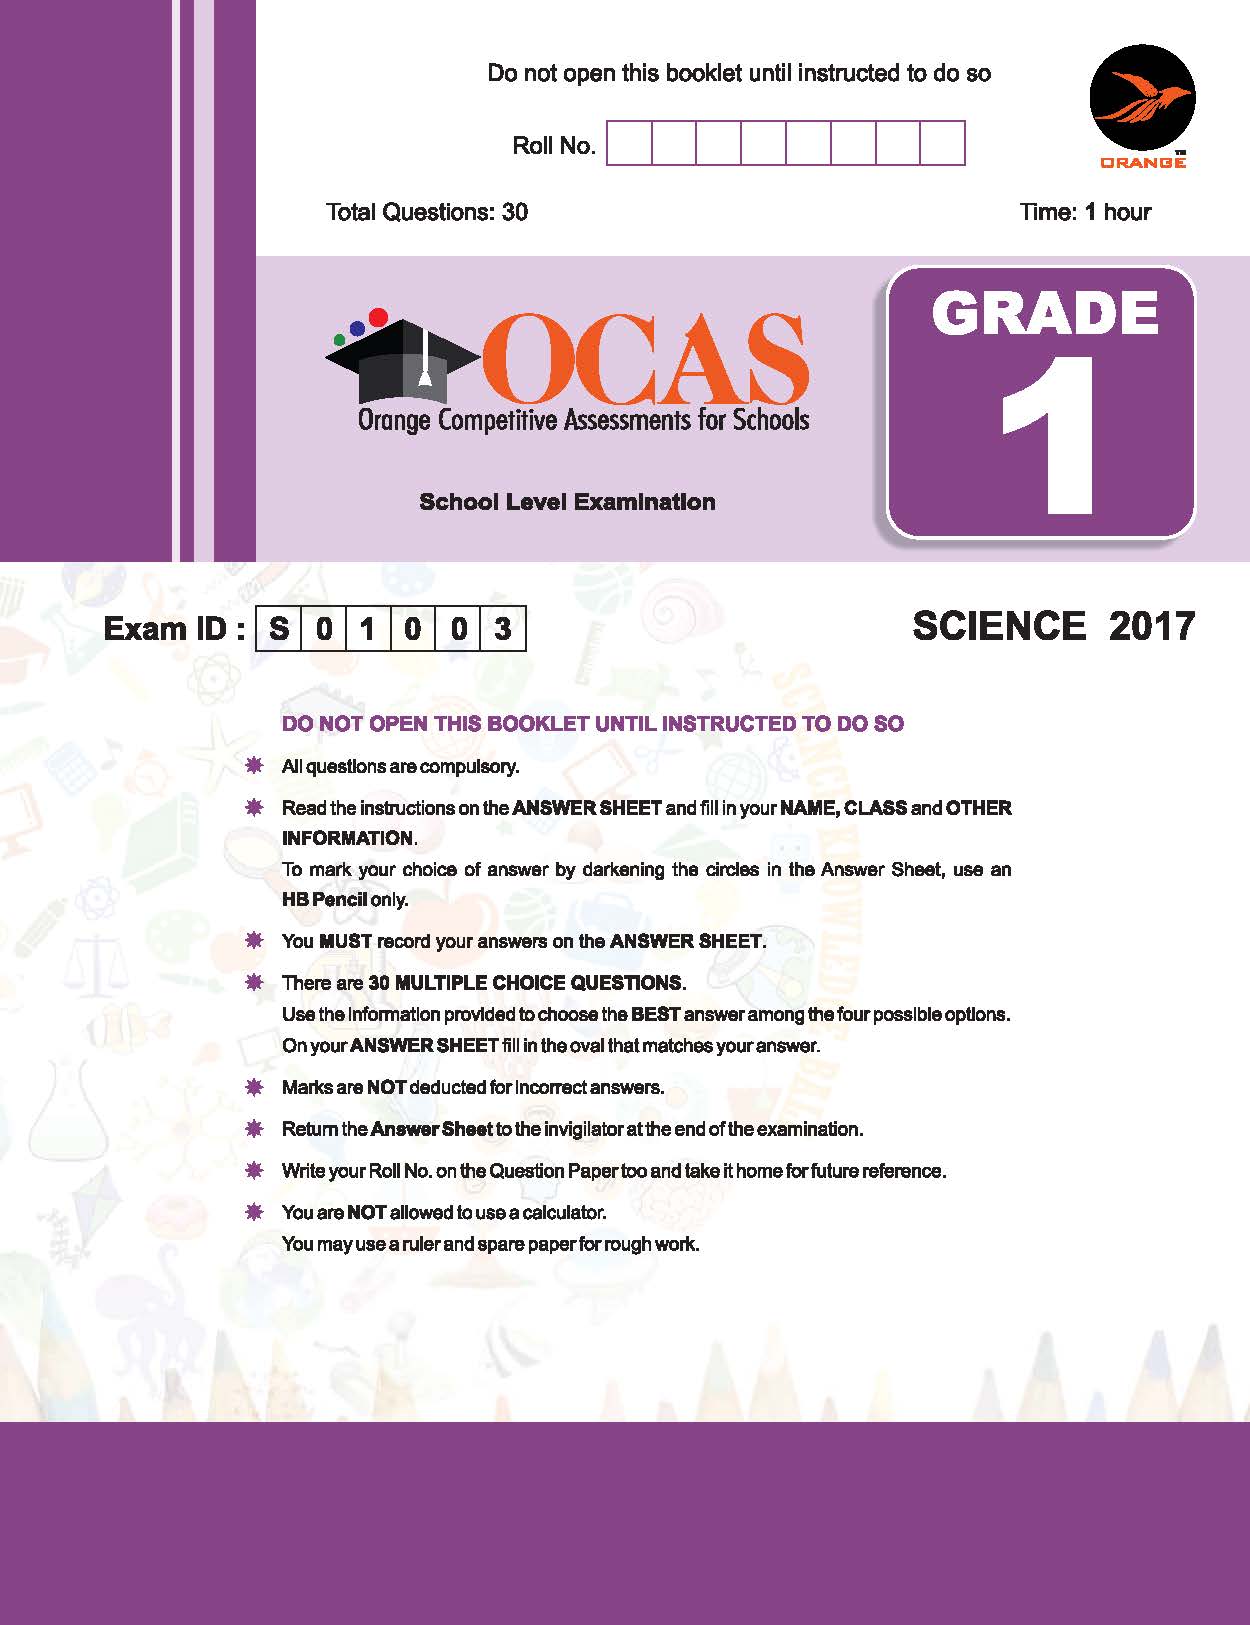 Do not open this booklet until instructed to do so
Roll No.
ORANGE™
Total Questions: 30
Time: 1 hour
OCAS
Orange Competitive Assessments for Schools
School Level Examination
GRADE
1
Exam ID : S 0 1 0 0 3
SCIENCE 2017
DO NOT OPEN THIS BOOKLET UNTIL INSTRUCTED TO DO SO
All questions are compulsory.
Read the instructions on the ANSWER SHEET and fill in your NAME, CLASS and OTHER
INFORMATION.
To mark your choice of answer by darkening the circles in the Answer Sheet, use an
HB Pencil only.
You MUST record your answers on the ANSWER SHEET.
There are 30 MULTIPLE CHOICE QUESTIONS.
Use the information provided to choose the BEST answer among the four possible options.
On your ANSWER SHEET fill in the oval that matches your answer.
Marks are NOT deducted for incorrect answers.
Return the Answer Sheet to the invigilator at the end of the examination.
Write your Roll No. on the Question Paper too and take it home for future reference.
You are NOT allowed to use a calculator.
You may use a ruler and spare paper for rough work.